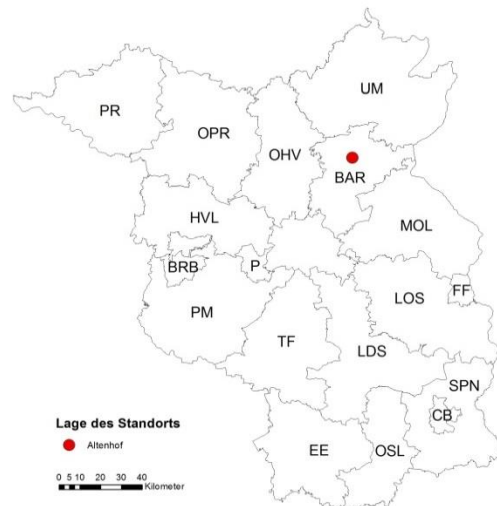 UM
PR
OPR
OHV
BAR
HVL
MOL
BRB
P
FF
LOS
PM
TF
LDS
SPN
CB
EE
OSL
Lage des Standorts
Altenhof
0 5 10 20 30 40
Kilometer